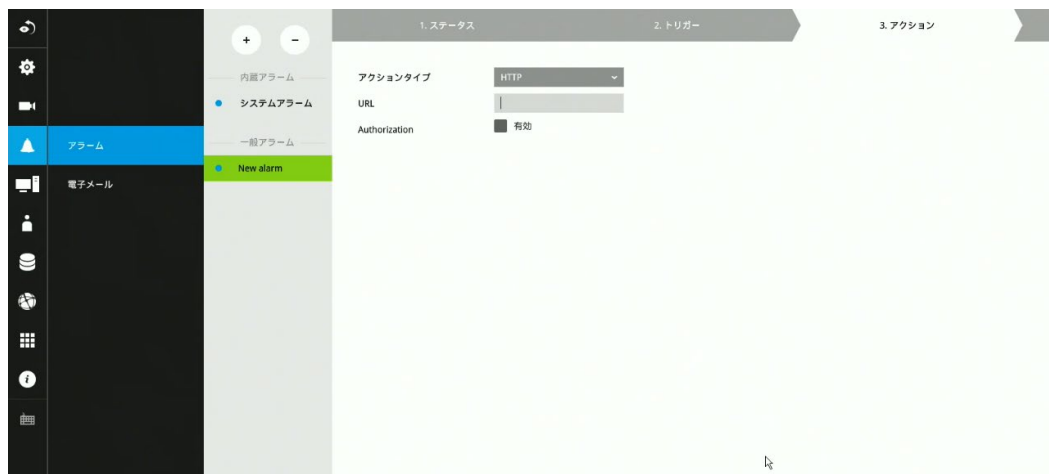 1. ステータス
2. トリガー
3. アクション
+
-
内蔵アラーム
システムアラーム
一般アラーム
New alarm
アラーム
電子メール
アクションタイプ
HTTP
URL
Authorization
有効